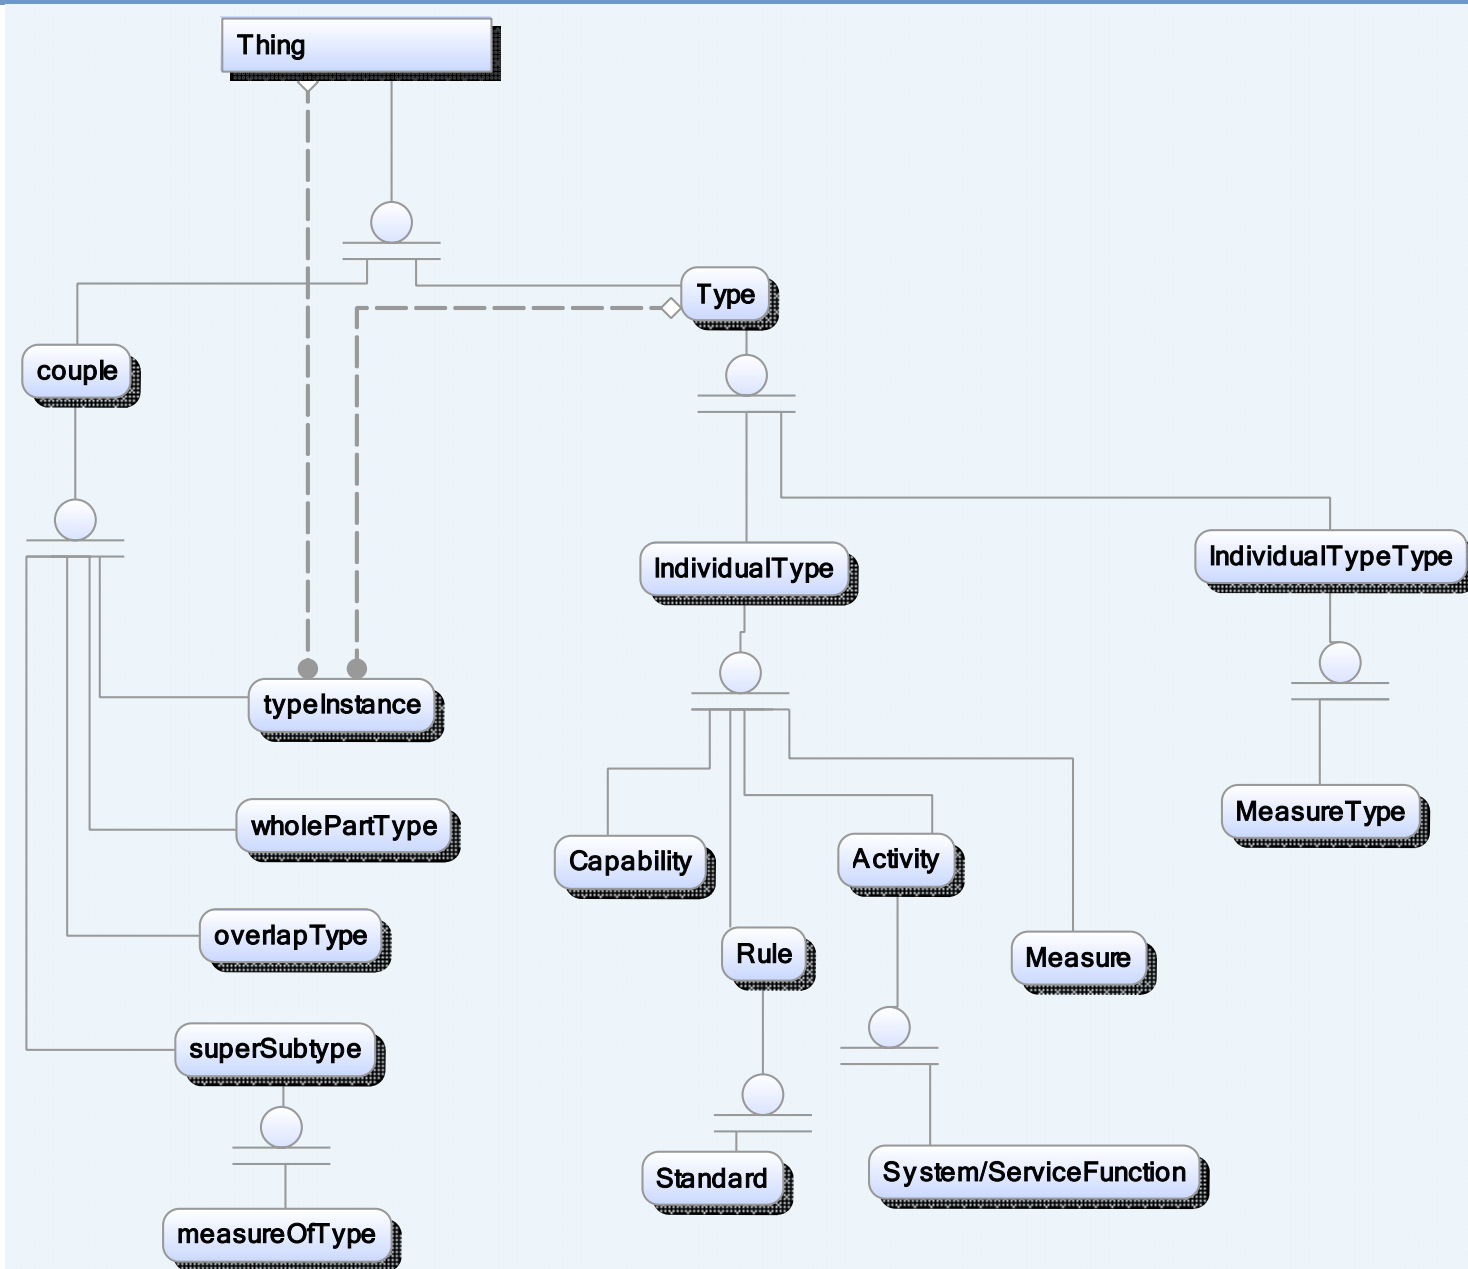 Thing
Type
couple
IndividualType
IndividualTypeType
typeInstance
wholePartType
MeasureType
Capability
Activity
overlapType
Rule
Measure
superSubtype
Standard
System/ServiceFunction
measureOfType